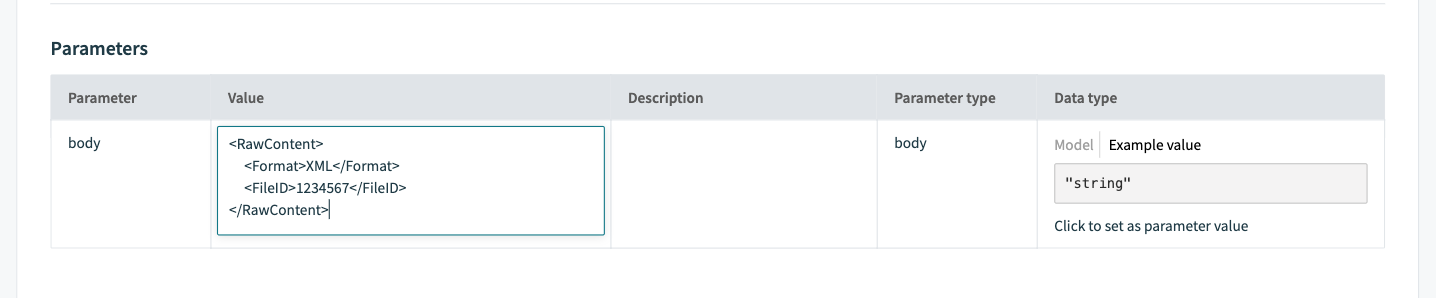 Parameters
Parameter Value Description Parameter type Data type
body
<RawContent>
    <Format>XML</Format>
    <FileID>1234567</FileID>
</RawContent>
body
Model Example value
"string"
Click to set as parameter value